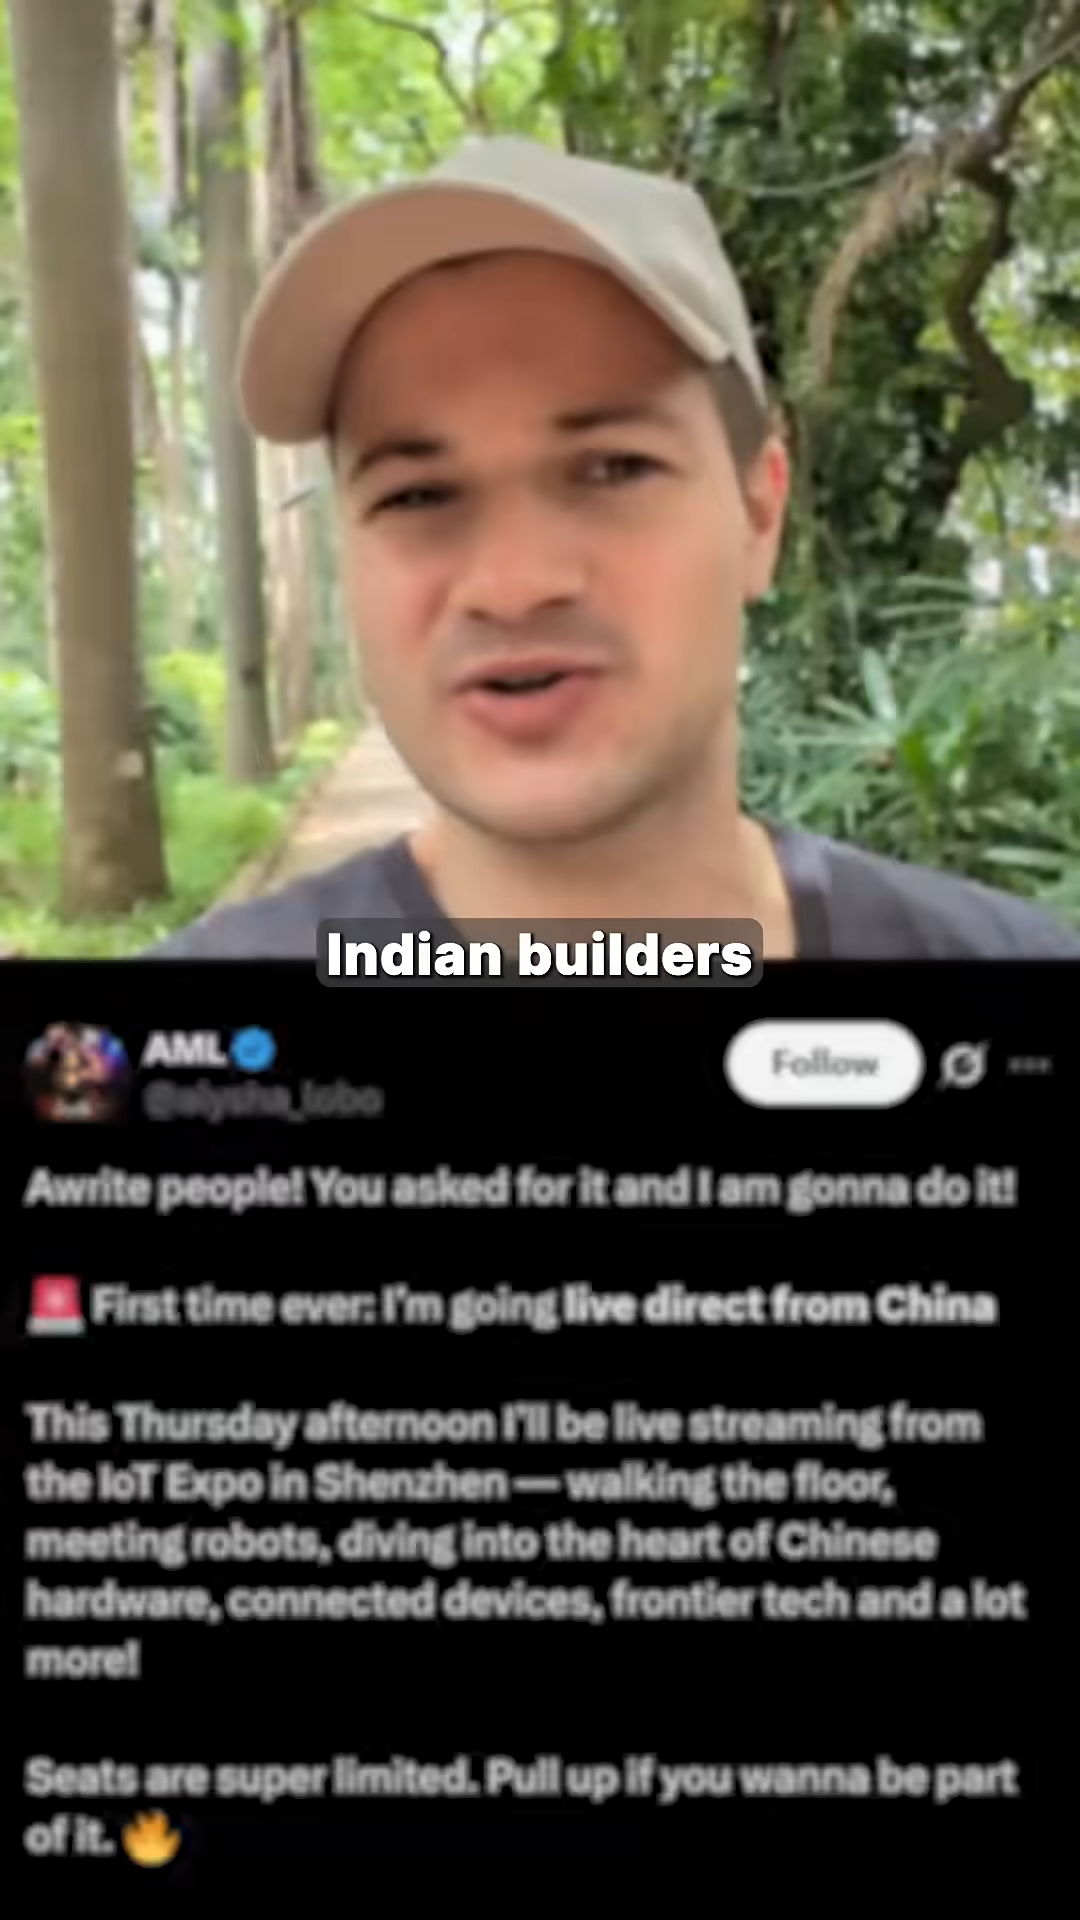 Indian builders
AML
@alysha_lobo
Follow
Awrite people! You asked for it and I am gonna do it!
🚨 First time ever: I'm going live direct from China
This Thursday afternoon I'll be live streaming from
the IoT Expo in Shenzhen — walking the floor,
meeting robots, diving into the heart of Chinese
hardware, connected devices, frontier tech and a lot
more!
Seats are super limited. Pull up if you wanna be part
of it. 🔥